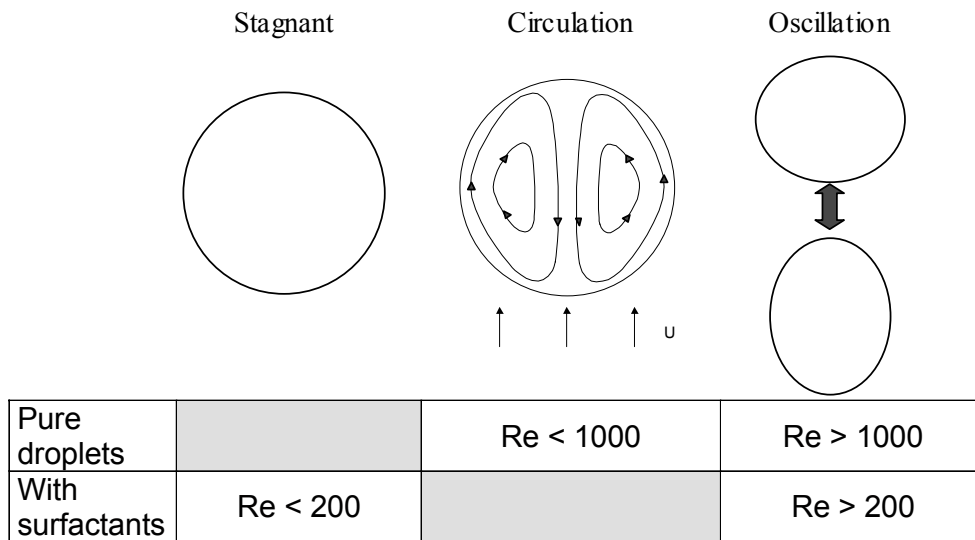 Stagnant Circulation Oscillation
U
Pure droplets Re < 1000 Re > 1000
With surfactants Re < 200 Re > 200